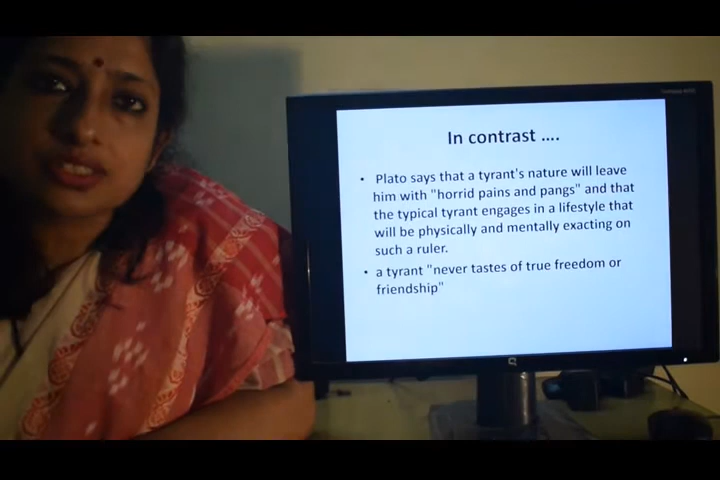 In contrast ....
• Plato says that a tyrant's nature will leave
him with "horrid pains and pangs" and that
the typical tyrant engages in a lifestyle that
will be physically and mentally exacting on
such a ruler.
• a tyrant "never tastes of true freedom or
friendship"